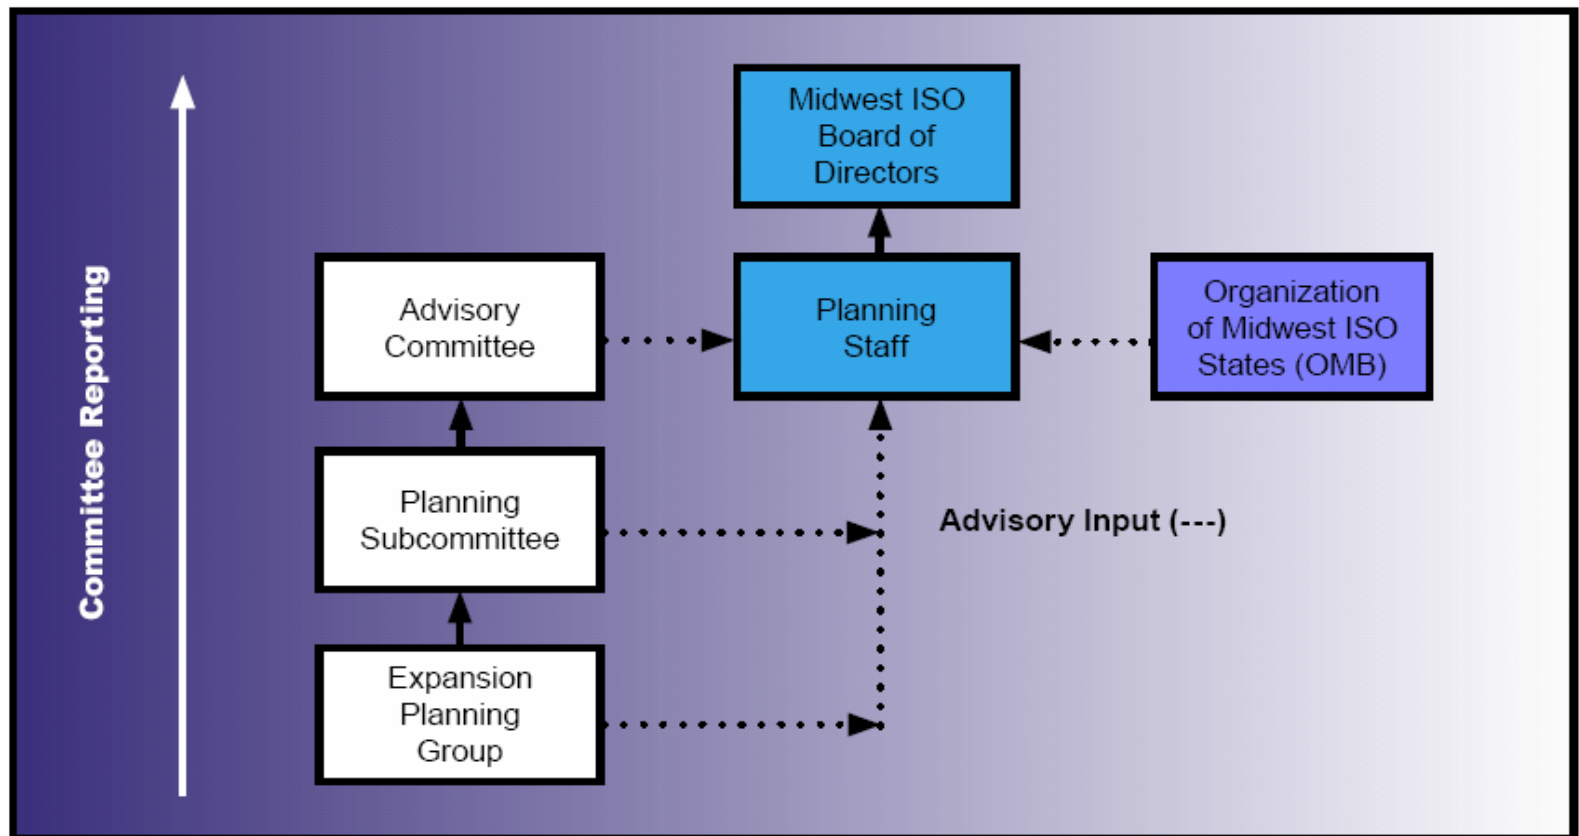 Committee Reporting
Midwest ISO
Board of
Directors
Advisory
Committee
Planning
Staff
Organization
of Midwest ISO
States (OMB)
Planning
Subcommittee
Advisory Input (---)
Expansion
Planning
Group